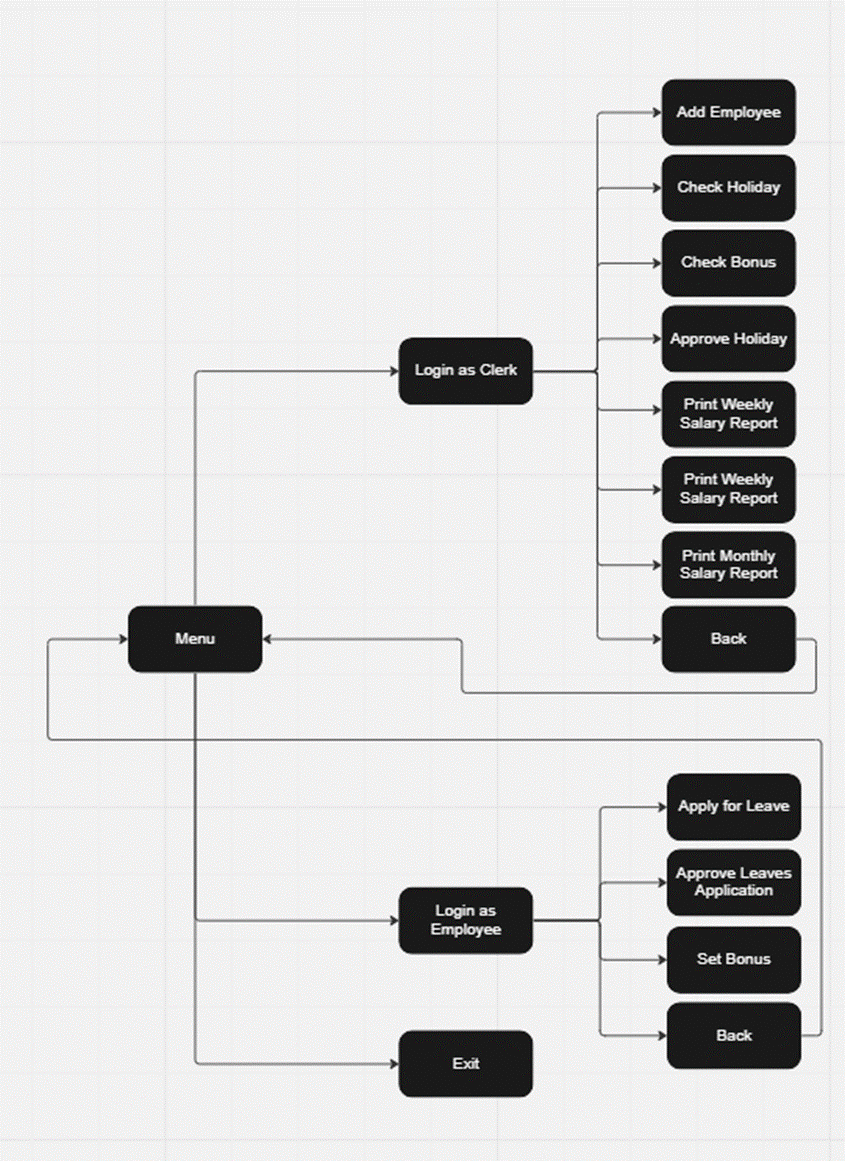 Add Employee
Check Holiday
Check Bonus
Approve Holiday
Login as Clerk
Print Weekly
Salary Report
Print Weekly
Salary Report
Print Monthly
Salary Report
Menu
Back
Apply for Leave
Approve Leaves
Application
Login as
Employee
Set Bonus
Back
Exit